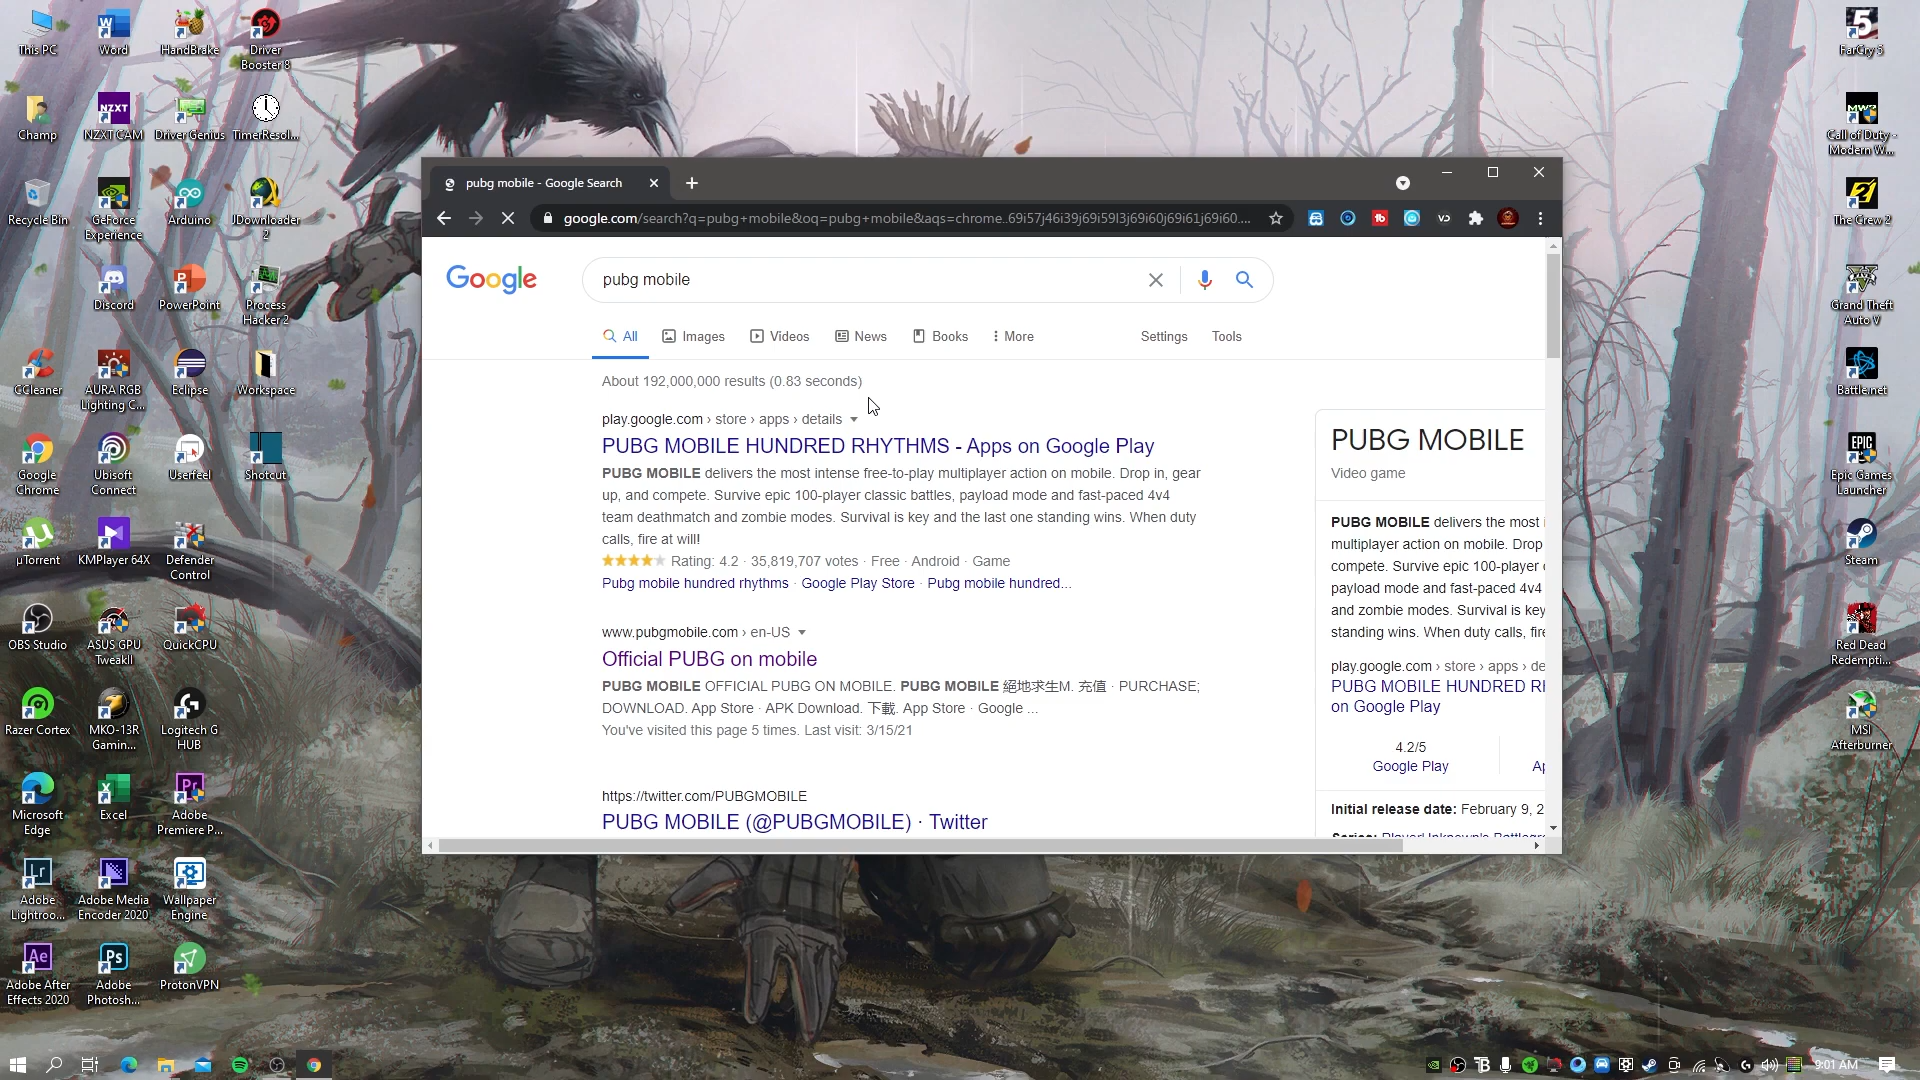 This PC
Word
HandBrake
Driver
Booster 8
Champ
NZXT CAM
Driver Genius
TimerResol...
Recycle Bin
GeForce
Experience
Arduino
JDownloader
2
Discord
PowerPoint
Process
Hacker 2
CCleaner
AURA RGB
Lighting C...
Eclipse
Workspace
Google
Chrome
Ubisoft
Connect
Userfeel
Shotcut
µTorrent
KMPlayer 64X
Defender
Control
OBS Studio
ASUS GPU
TweakII
QuickCPU
Razer Cortex
MKO-13R
Gamin...
Logitech G
HUB
Microsoft
Edge
Excel
Adobe
Premiere P...
Adobe
Lightroo...
Adobe Media
Encoder 2020
Wallpaper
Engine
Adobe After
Effects 2020
Adobe
Photosh...
ProtonVPN
pubg mobile - Google Search
google.com/search?q=pubg+mobile&oq=pubg+mobile&aqs=chrome..69i57j46i39j69i59l3j69i60j69i61j69i60....
Google
pubg mobile
All
Images
Videos
News
Books
More
Settings
Tools
About 192,000,000 results (0.83 seconds)
play.google.com › store › apps › details
PUBG MOBILE HUNDRED RHYTHMS - Apps on Google Play
PUBG MOBILE delivers the most intense free-to-play multiplayer action on mobile. Drop in, gear
up, and compete. Survive epic 100-player classic battles, payload mode and fast-paced 4v4
team deathmatch and zombie modes. Survival is key and the last one standing wins. When duty
calls, fire at will!
Rating: 4.2 · 35,819,707 votes · Free · Android · Game
Pubg mobile hundred rhythms · Google Play Store · Pubg mobile hundred...
www.pubgmobile.com › en-US
Official PUBG on mobile
PUBG MOBILE OFFICIAL PUBG ON MOBILE. PUBG MOBILE 絕地求生M. 充值 · PURCHASE;
DOWNLOAD. App Store · APK Download. 下載. App Store · Google ...
You've visited this page 5 times. Last visit: 3/15/21
https://twitter.com/PUBGMOBILE
PUBG MOBILE (@PUBGMOBILE) · Twitter
PUBG MOBILE
Video game
PUBG MOBILE delivers the most
multiplayer action on mobile. Drop
compete. Survive epic 100-player
payload mode and fast-paced 4v4
and zombie modes. Survival is key
standing wins. When duty calls, fire
play.google.com › store › apps › de
PUBG MOBILE HUNDRED RH
on Google Play
4.2/5
Google Play
Ap
Initial release date: February 9, 2
FarCry 5
Call of Duty -
Modern W...
The Crew 2
Grand Theft
Auto V
Battle.net
Epic Games
Launcher
Steam
Red Dead
Redempti...
MSI
Afterburner
9:01 AM